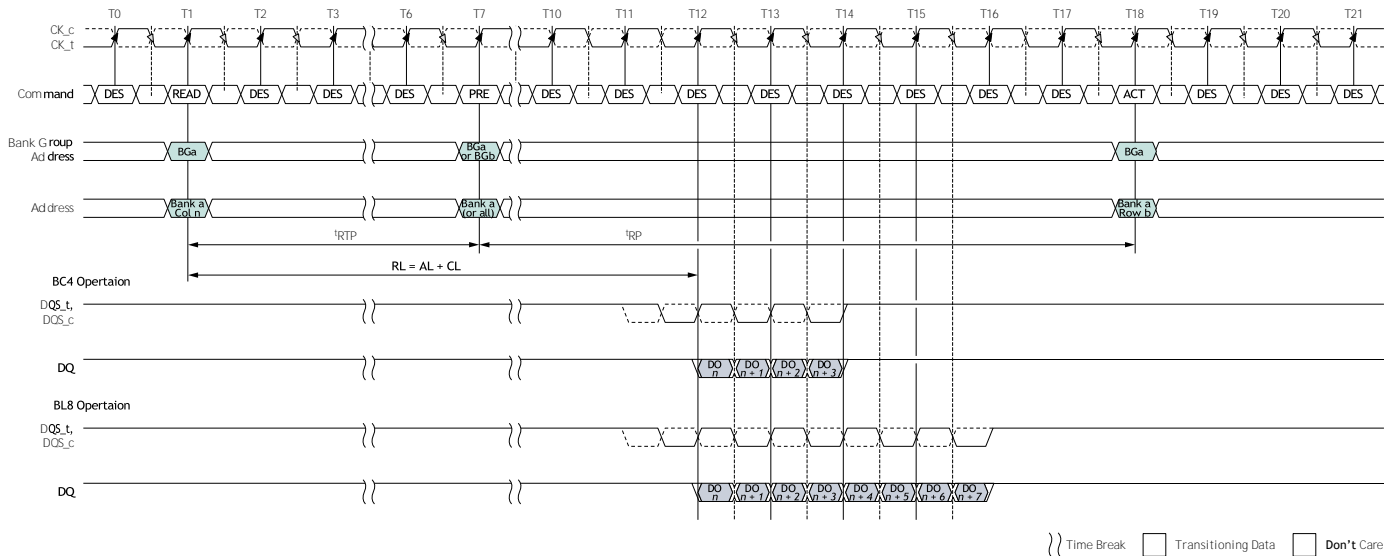 T0 T1 T2 T3 T6 T7 T10 T11 T12 T13 T14 T15 T16 T17 T18 T19 T20 T21
CK_c
CK_t
Command DES READ DES DES DES PRE DES DES DES DES DES DES DES DES ACT DES DES DES
Bank Group
Address
BGa
BGa
or BGb
BGa
Address
Bank a
Col n
Bank a
(or all)
Bank a
Row b
tRTP tRP
RL = AL + CL
BC4 Opertaion
DQS_t,
DQS_c
DQ
DO DO DO DO
n n + 1 n + 2 n + 3
BL8 Opertaion
DQS_t,
DQS_c
DQ
DO DO DO DO DO DO DO DO
n n + 1 n + 2 n + 3 n + 4 n + 5 n + 6 n + 7
Time Break Transitioning Data Don't Care